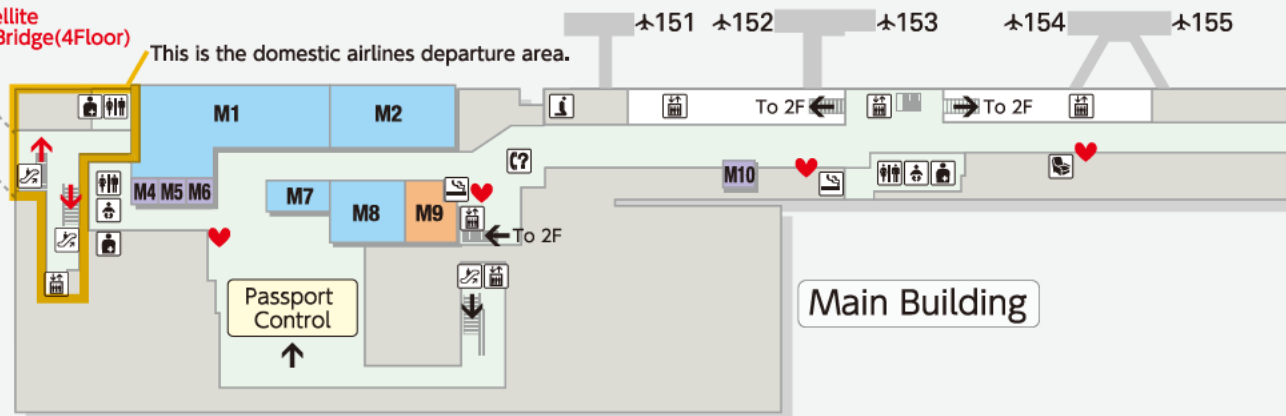 ellite
Bridge(4Floor)
This is the domestic airlines departure area.
151
152
153
154
155
M1
M2
To 2F
To 2F
M4 M5 M6
M7
M8
M9
M10
To 2F
Passport
Control
Main Building